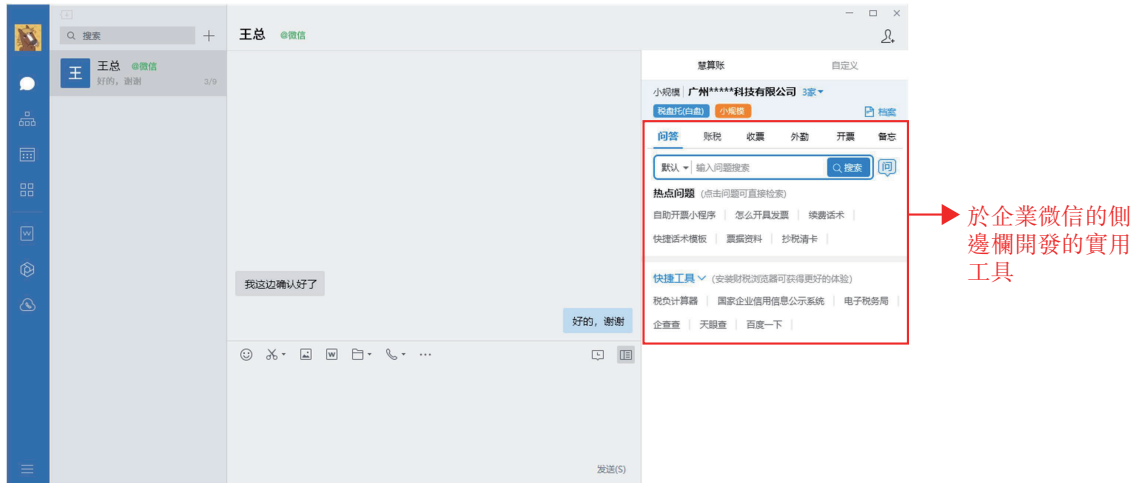 搜索
王
王总 @微信
好的，谢谢 3/9
王总 @微信
我这边确认好了
好的，谢谢
发送(S)
慧算账 自定义
小规模 广州*****科技有限公司 3家
税盘托(白盘) 小规模 档案
问答 账税 收票 外勤 开票 备忘
默认 输入问题搜索 搜索 问
热点问题 (点击问题可直接检索)
自助开票小程序 怎么开具发票 续费话术
快捷话术模板 票据资料 抄税清卡
快捷工具 (安装财税浏览器可获得更好的体验)
税负计算器 国家企业信用信息公示系统 电子税务局
企查查 天眼查 百度一下
於企業微信的側
邊欄開發的實用
工具